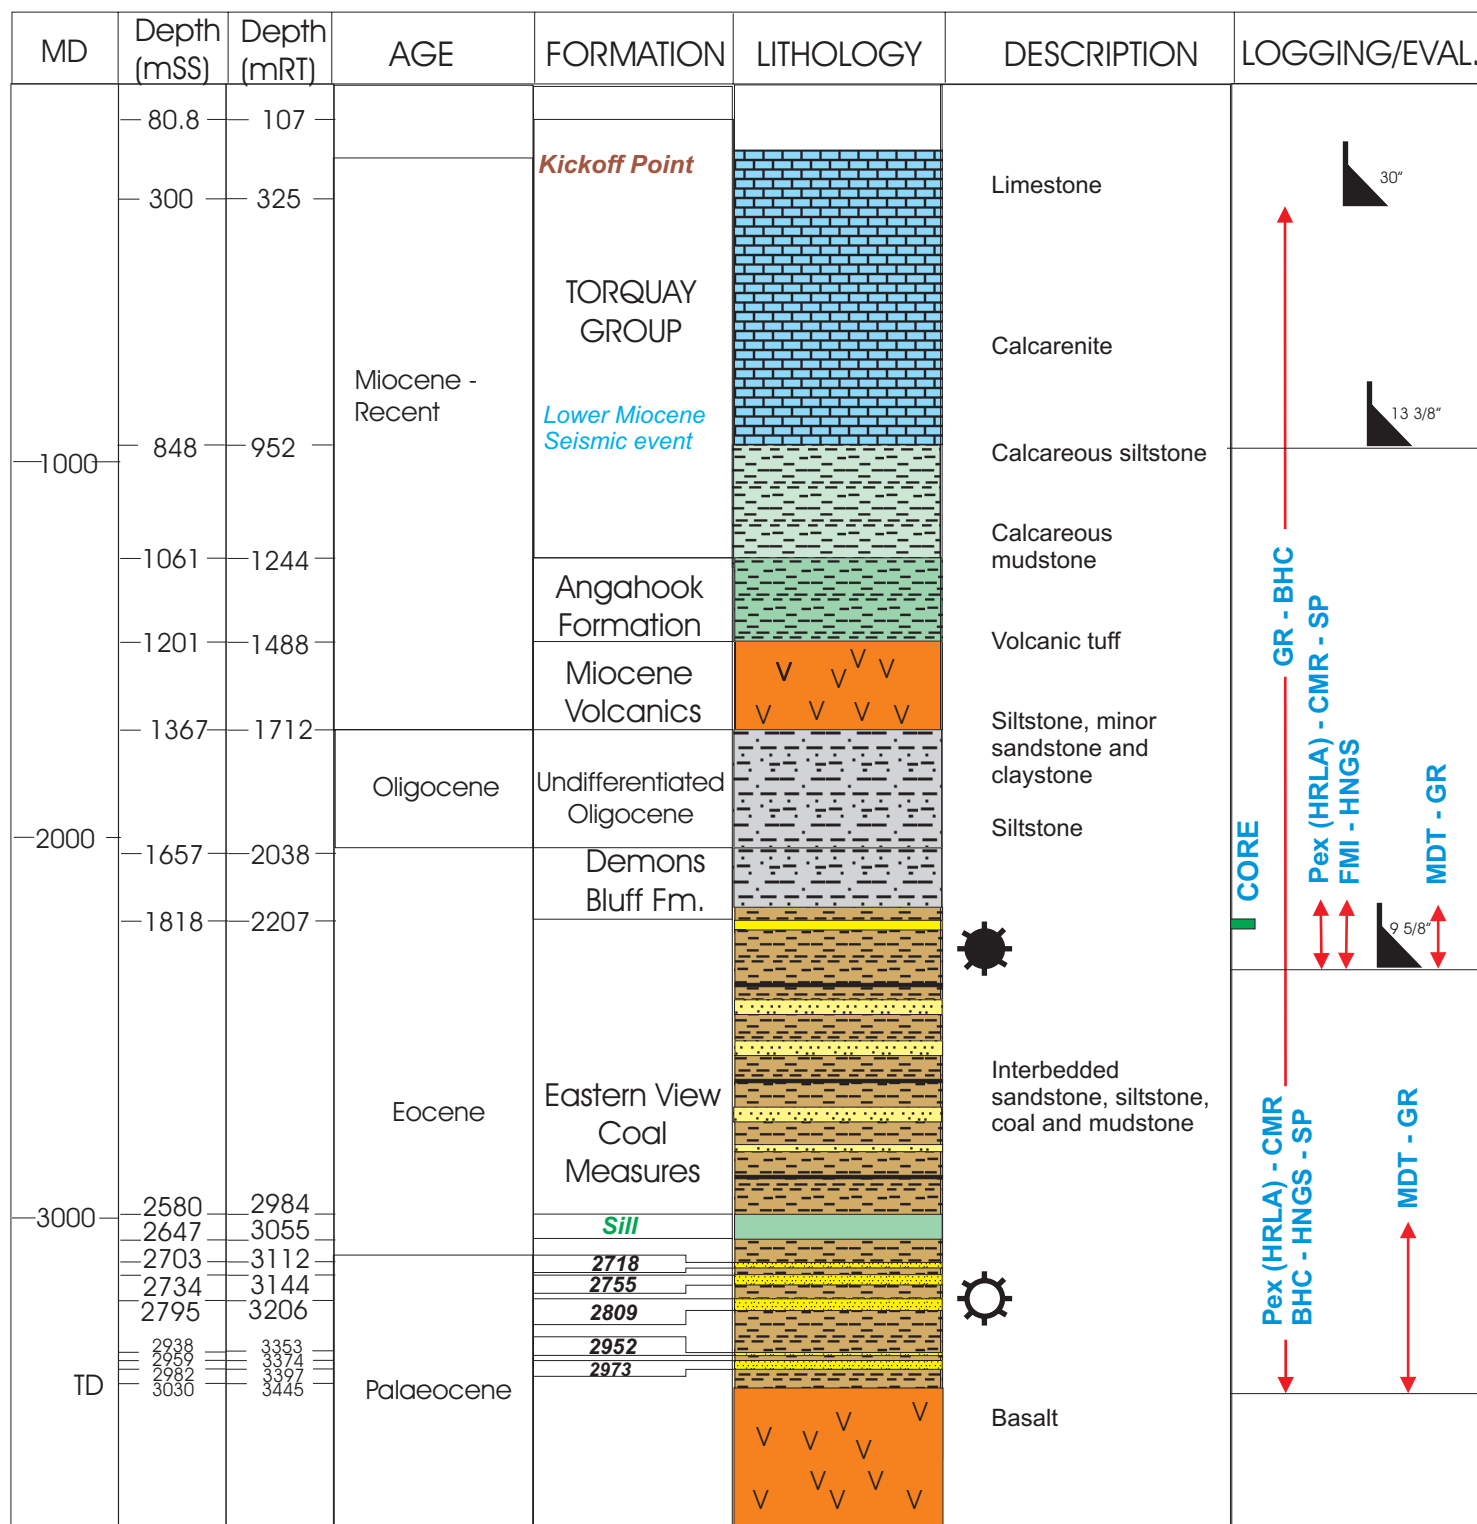 MD
Depth
(mSS)
Depth
(mRT)
AGE
FORMATION
LITHOLOGY
DESCRIPTION
LOGGING/EVAL.
80.8
107
Kickoff Point
Limestone
30"
300
325
TORQUAY
GROUP
Calcarenite
Miocene -
Recent
Lower Miocene
Seismic event
13 3/8"
848
952
1000
Calcareous siltstone
Calcareous
mudstone
1061
1244
Angahook
Formation
GR - BHC
Pex (HRLA) - CMR - SP
FMI - HNGS
MDT - GR
1201
1488
Volcanic tuff
Miocene
Volcanics
1367
1712
Siltstone, minor
sandstone and
claystone
Oligocene
Undifferentiated
Oligocene
Siltstone
2000
1657
2038
Demons
Bluff Fm.
CORE
1818
2207
9 5/8"
Eocene
Eastern View
Coal
Measures
Interbedded
sandstone, siltstone,
coal and mudstone
Pex (HRLA) - CMR
BHC - HNGS - SP
MDT - GR
2580
2984
3000
2647
3055
Sill
2703
3112
2718
2734
3144
2755
2795
3206
2809
2938
3353
2952
2959
3374
2973
2982
3397
TD
3030
3445
Palaeocene
Basalt
V V V V
V V V V
V
V V
V V
V V
V V V